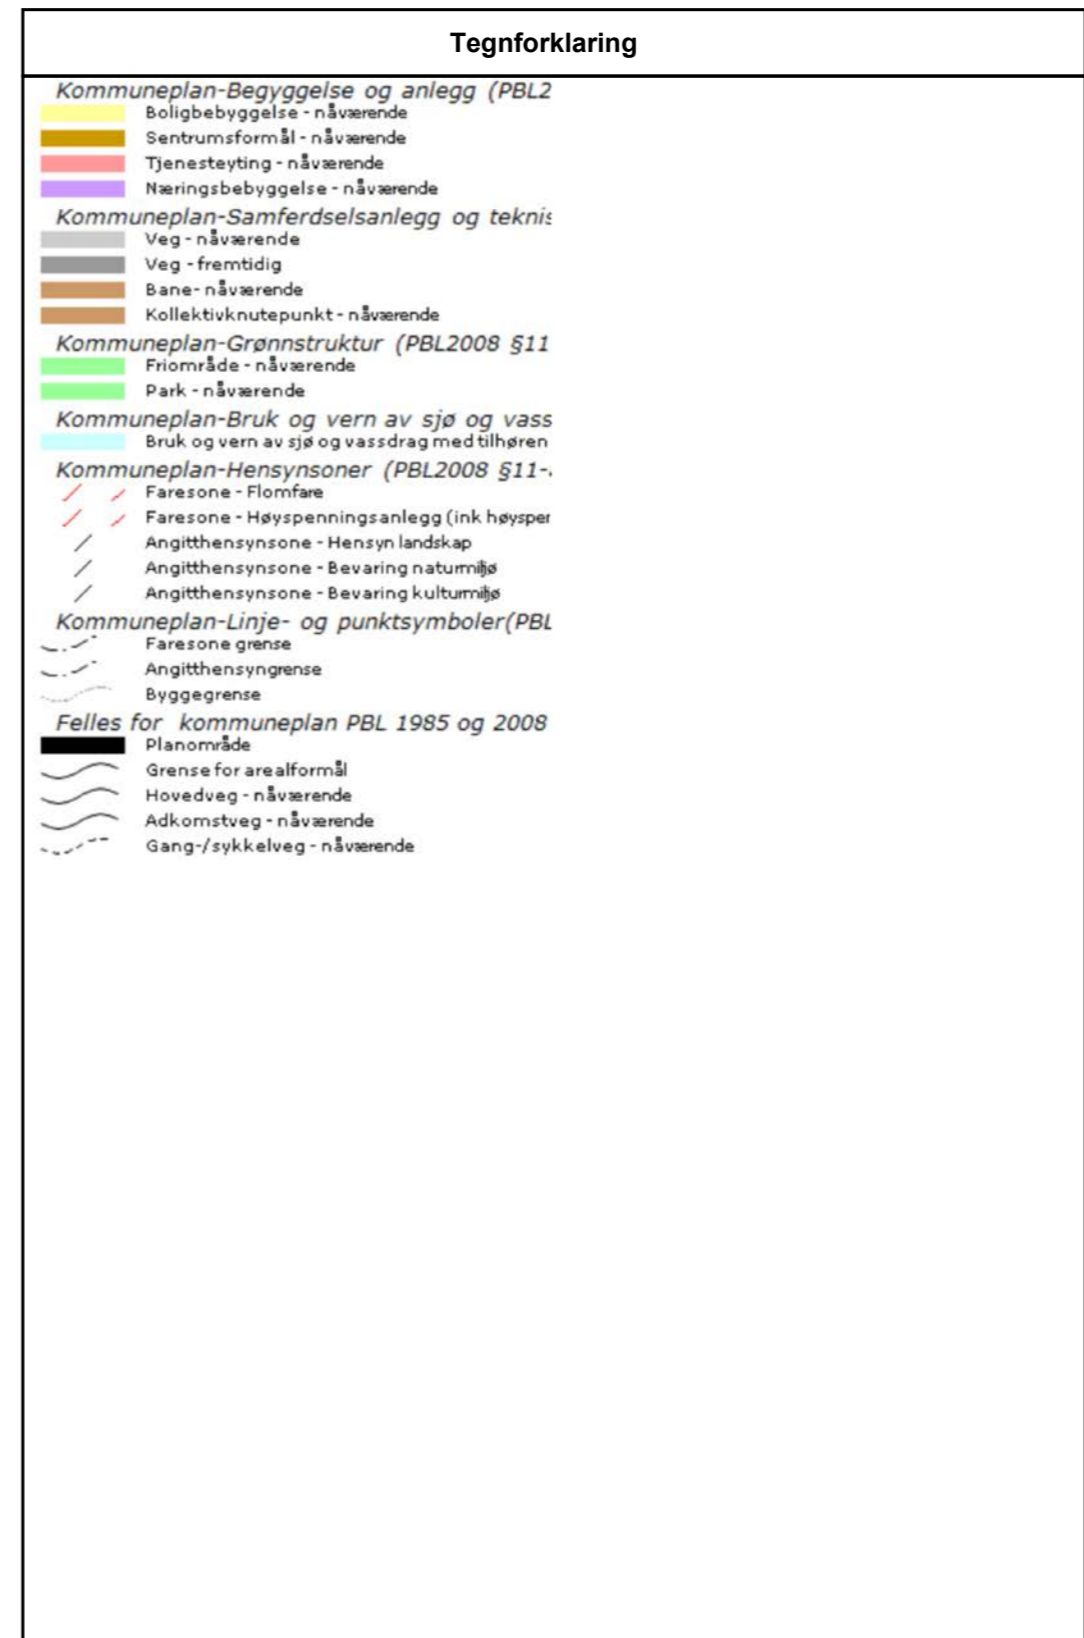 Tegnforklaring
Kommuneplan-Begyggelse og anlegg (PBL2
Boligbebyggelse - nåværende
Sentrumsformål - nåværende
Tjenesteyting - nåværende
Næringsbebyggelse - nåværende
Kommuneplan-Samferdselsanlegg og teknis
Veg - nåværende
Veg - fremtidig
Bane- nåværende
Kollektivknutepunkt - nåværende
Kommuneplan-Grønnstruktur (PBL2008 §11
Friområde - nåværende
Park - nåværende
Kommuneplan-Bruk og vern av sjø og vass
Bruk og vern av sjø og vassdrag med tilhøren
Kommuneplan-Hensynsoner (PBL2008 §11-
Faresone - Flomfare
Faresone - Høyspenningsanlegg (ink høysper
Angitthensynsone - Hensyn landskap
Angitthensynsone - Bevaring naturmiljø
Angitthensynsone - Bevaring kulturmiljø
Kommuneplan-Linje- og punktsymboler(PBL
Faresone grense
Angitthensyngrense
Byggegrense
Felles for kommuneplan PBL 1985 og 2008
Planområde
Grense for arealformål
Hovedveg - nåværende
Adkomstveg - nåværende
Gang-/sykkelveg - nåværende